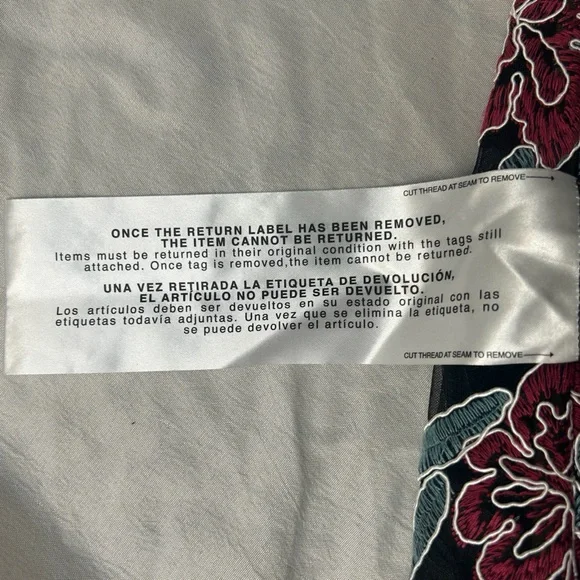 CUT THREAD AT SEAM TO REMOVE
ONCE THE RETURN LABEL HAS BEEN REMOVED,
THE ITEM CANNOT BE RETURNED.
Items must be returned in their original condition with the tags still
attached. Once tag is removed,the item cannot be returned.
UNA VEZ RETIRADA LA ETIQUETA DE DEVOLUCIÓN,
EL ARTÍCULO NO PUEDE SER DEVUELTO.
Los artículos deben ser devueltos en su estado original con las
etiquetas todavía adjuntas. Una vez que se elimina la etiqueta, no
se puede devolver el artículo.
CUT THREAD AT SEAM TO REMOVE